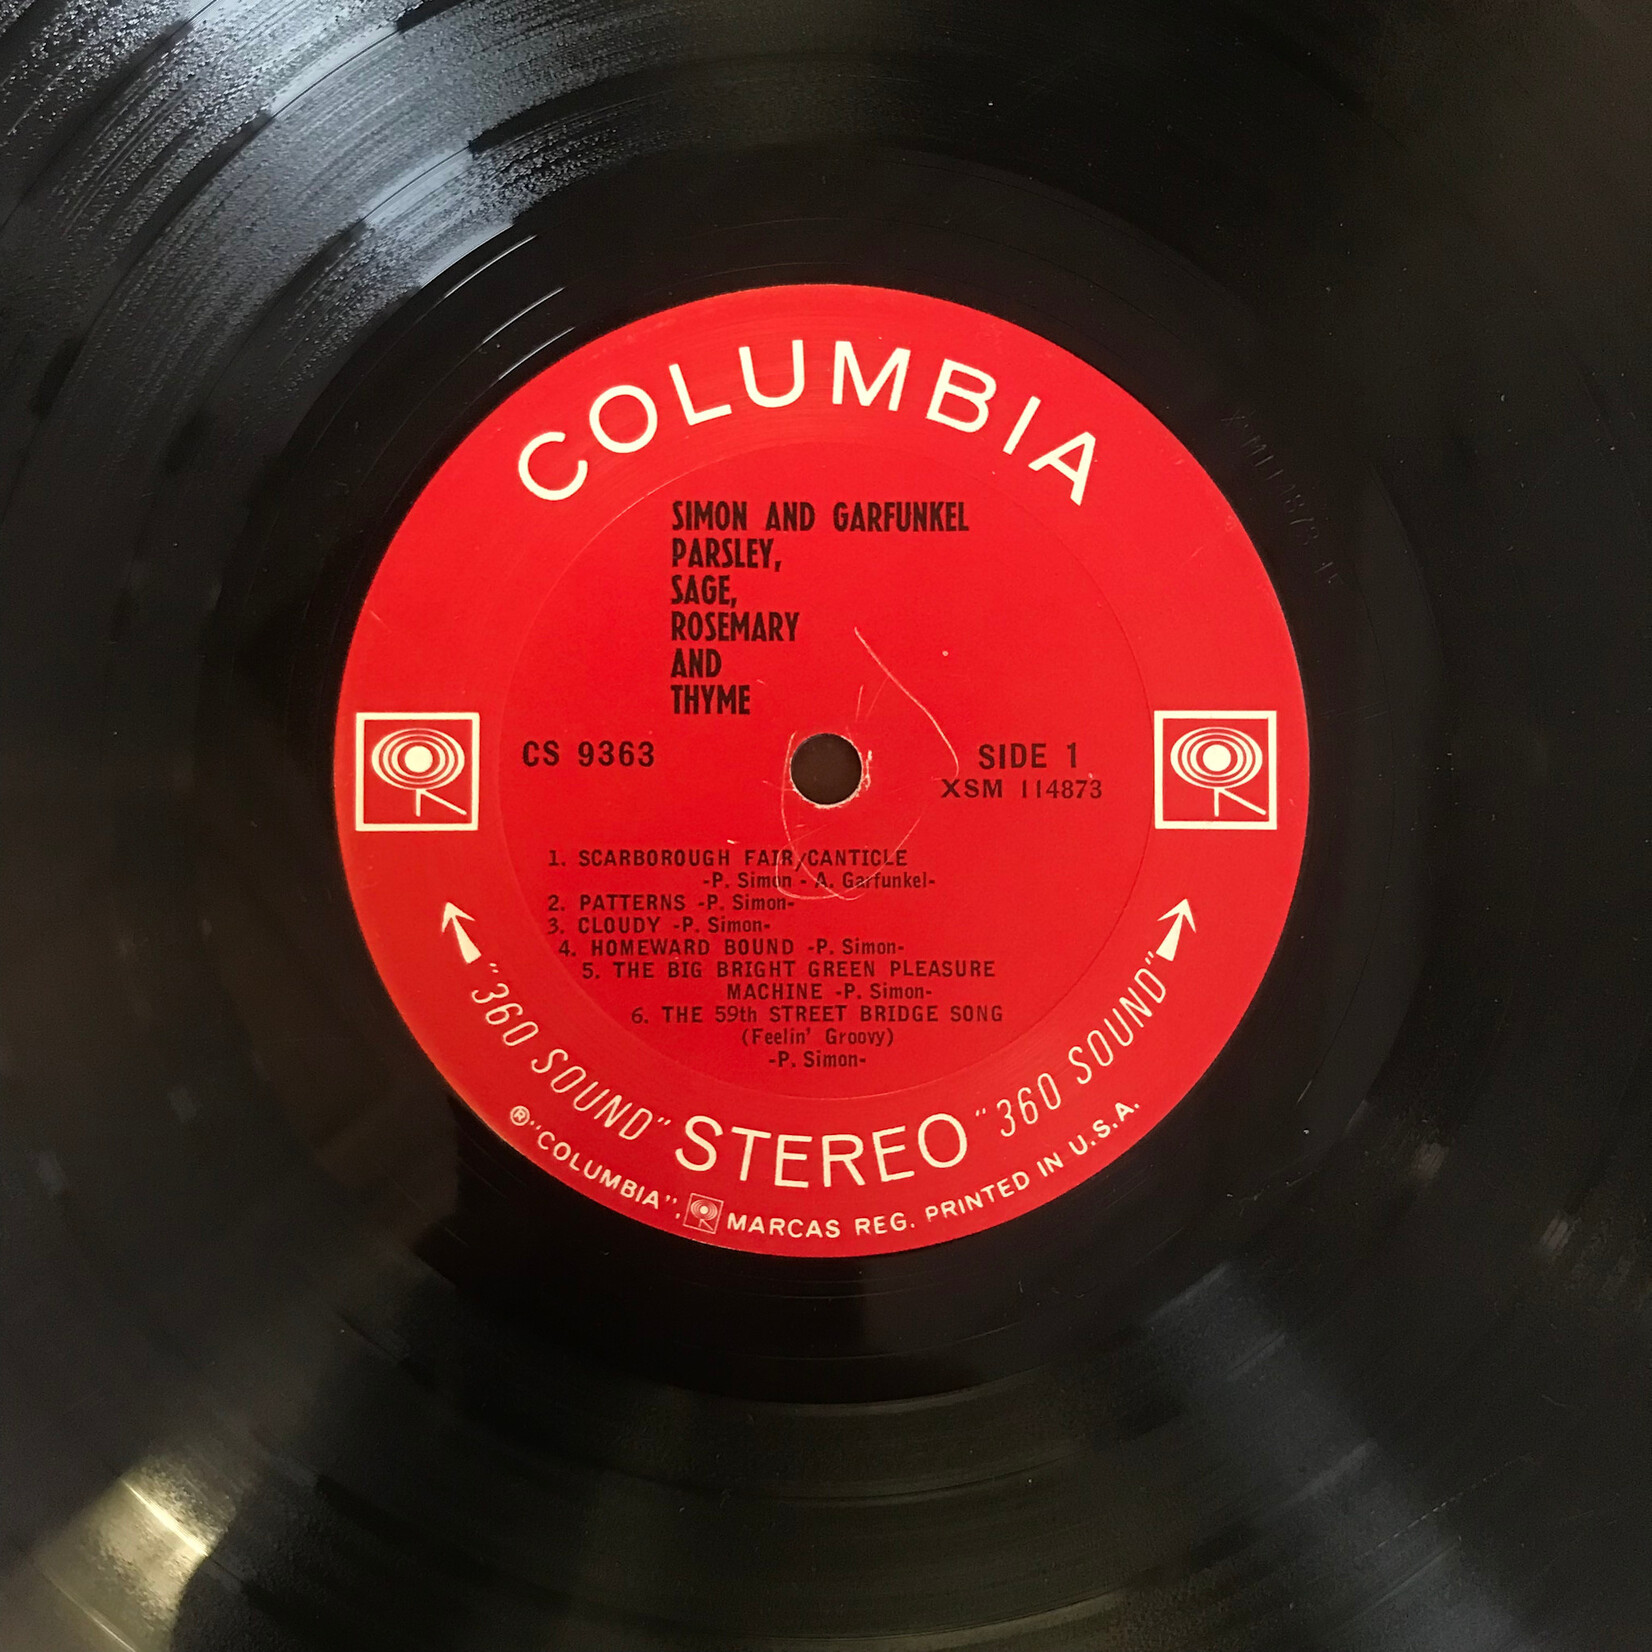 COLUMBIA
SIMON AND GARFUNKEL
PARSLEY,
SAGE,
ROSEMARY
AND
THYME
CS 9363
SIDE 1
XSM 114873
1. SCARBOROUGH FAIR/CANTICLE
-P. Simon - A. Garfunkel-
2. PATTERNS -P. Simon-
3. CLOUDY -P. Simon-
4. HOMEWARD BOUND -P. Simon-
5. THE BIG BRIGHT GREEN PLEASURE
MACHINE -P. Simon-
6. THE 59th STREET BRIDGE SONG
(Feelin' Groovy)
-P. Simon-
"360 SOUND" STEREO "360 SOUND"
®"COLUMBIA", MARCAS REG. PRINTED IN U.S.A.